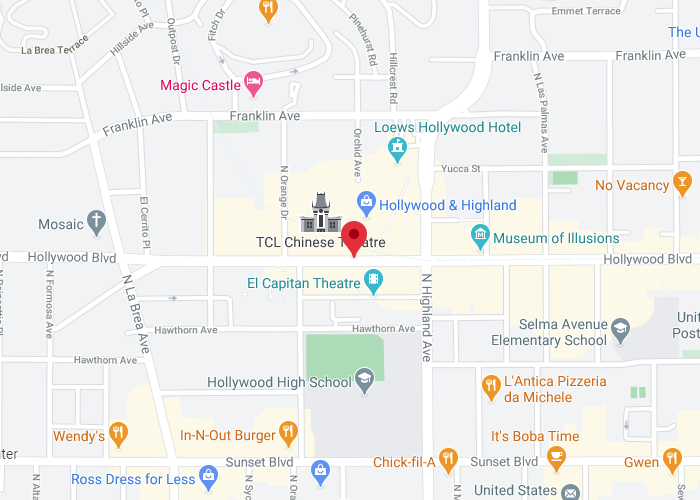 Emmet Terrace
Fitch Dr
Hillside Ave
La Brea Terrace
Outpost Dr
Pinehurst Rd
Hillcrest Rd
The U
Franklin Ave
Franklin Ave
N Las Palmas Ave
Magic Castle
llside Ave
Franklin Ave
Franklin Ave
Loews Hollywood Hotel
Orchid Ave
Yucca St
N Orange Dr
No Vacancy
El Cerrito Pl
Hollywood & Highland
Mosaic
TCL Chinese Theatre
Museum of Illusions
Hollywood Blvd
Hollywood Blvd
N La Brea Ave
N Formosa Ave
El Capitan Theatre
N Highland Ave
Hawthorn Ave
Hawthorn Ave
Selma Avenue
Elementary School
Unit
Post
Hawthorn Ave
Hollywood High School
L'Antica Pizzeria
da Michele
Wendy's
In-N-Out Burger
It's Boba Time
nter
Sunset Blvd
Chick-fil-A
Sunset Blvd
Gwen
Ross Dress for Less
United States
N Alta
N Syc
N Ora
N M